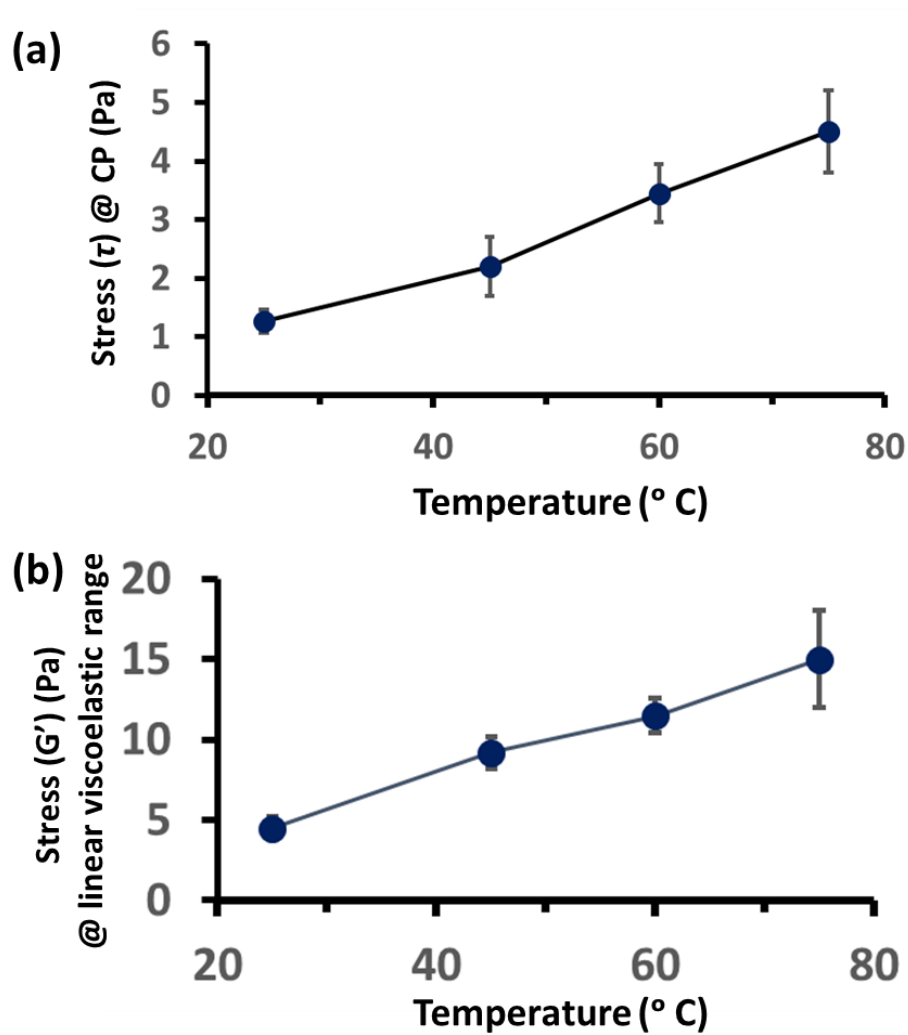 (a)
Stress (τ) @ CP (Pa)
6
5
4
3
2
1
0
20 40 60 80
Temperature (° C)
(b)
Stress (G’) (Pa)
@ linear viscoelastic range
20
15
10
5
0
20 40 60 80
Temperature (° C)